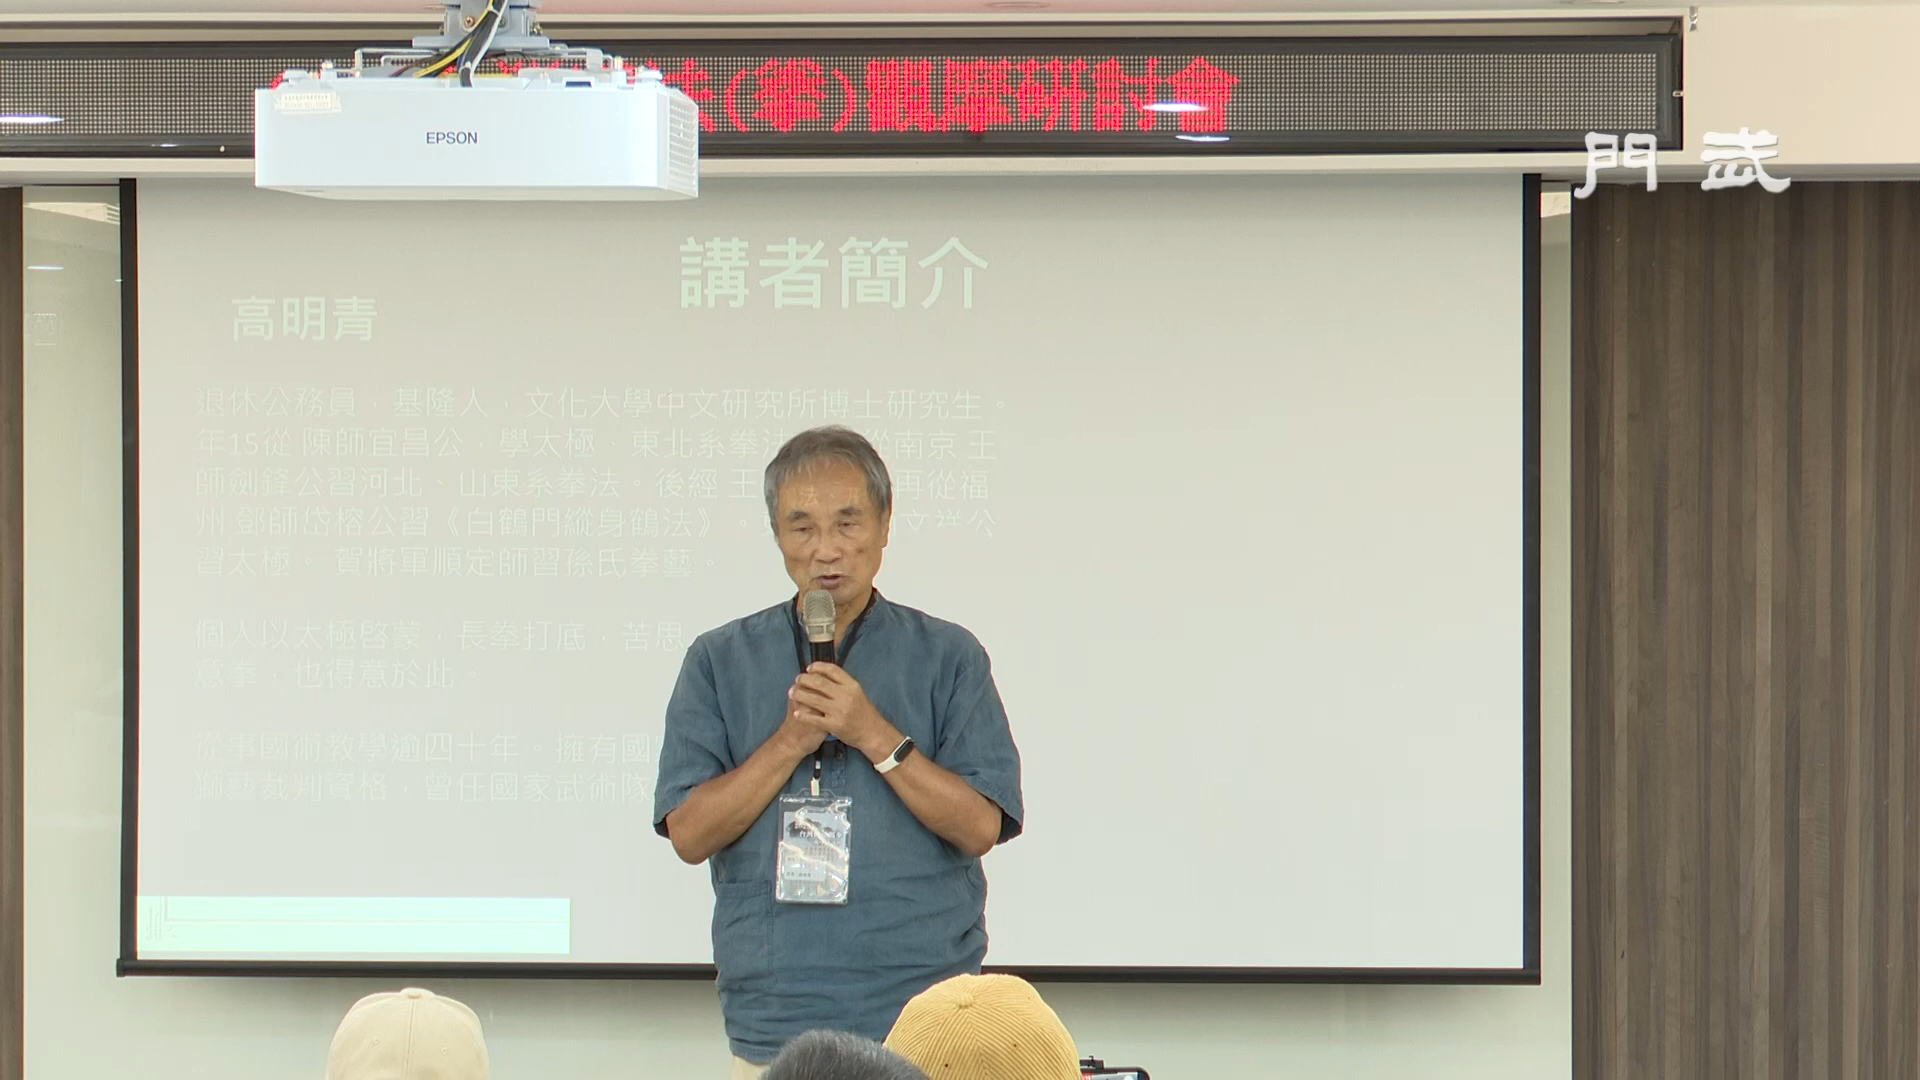 法(拳)觀摩研討會
EPSON
武門
講者簡介
高明青
退休公務員，基隆人，文化大學中文研究所博士研究生。
年15從 陳師宜昌公，學太極、東北系拳法 從南京 王
師劍鋒公習河北、山東系拳法。後經 王 再從福
州 鄧師岱榕公習《白鶴門縱身鶴法》。 文祥公
習太極。 賀將軍順定師習孫氏拳藝。
個人以太極啓蒙，長拳打底，苦思
意拳，也得意於此。
從事國術教學逾四十年。擁有國
獅藝裁判資格，曾任國家武術隊